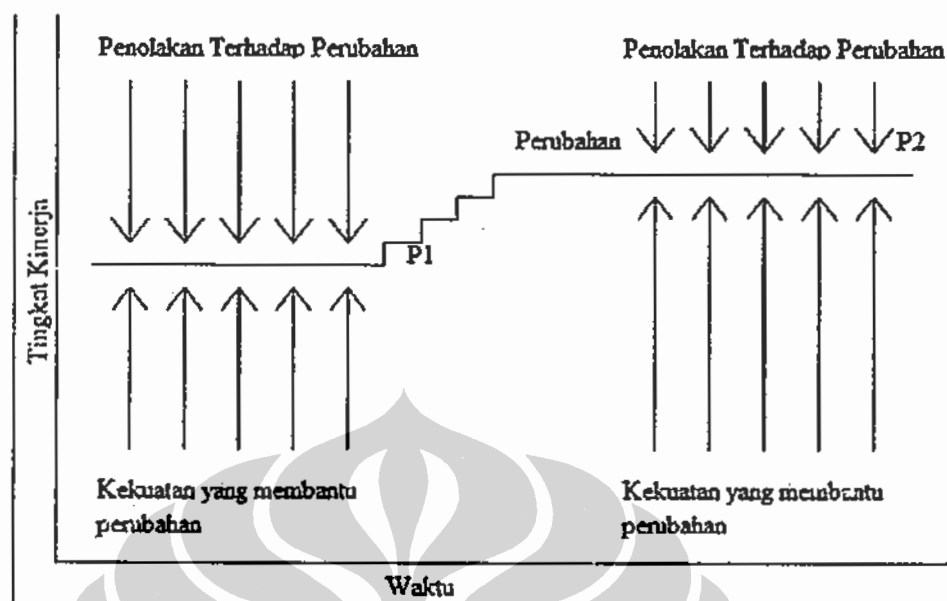 Penolakan Terhadap Perubahan
Penolakan Terhadap Perubahan
Perubahan
P2
P1
Tingkat Kinerja
Kekuatan yang membantu
perubahan
Kekuatan yang membantu
perubahan
Waktu